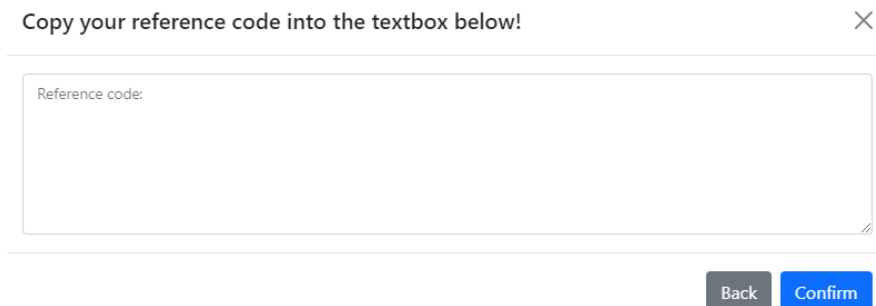 Copy your reference code into the textbox below!
Reference code:
Back Confirm